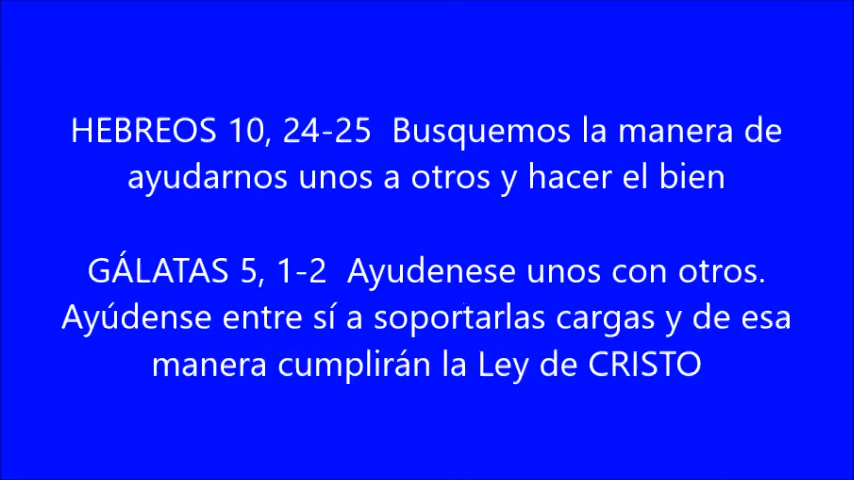 HEBREOS 10, 24-25  Busquemos la manera de
ayudarnos unos a otros y hacer el bien
GÁLATAS 5, 1-2  Ayudenese unos con otros.
Ayúdense entre sí a soportarlas cargas y de esa
manera cumplirán la Ley de CRISTO